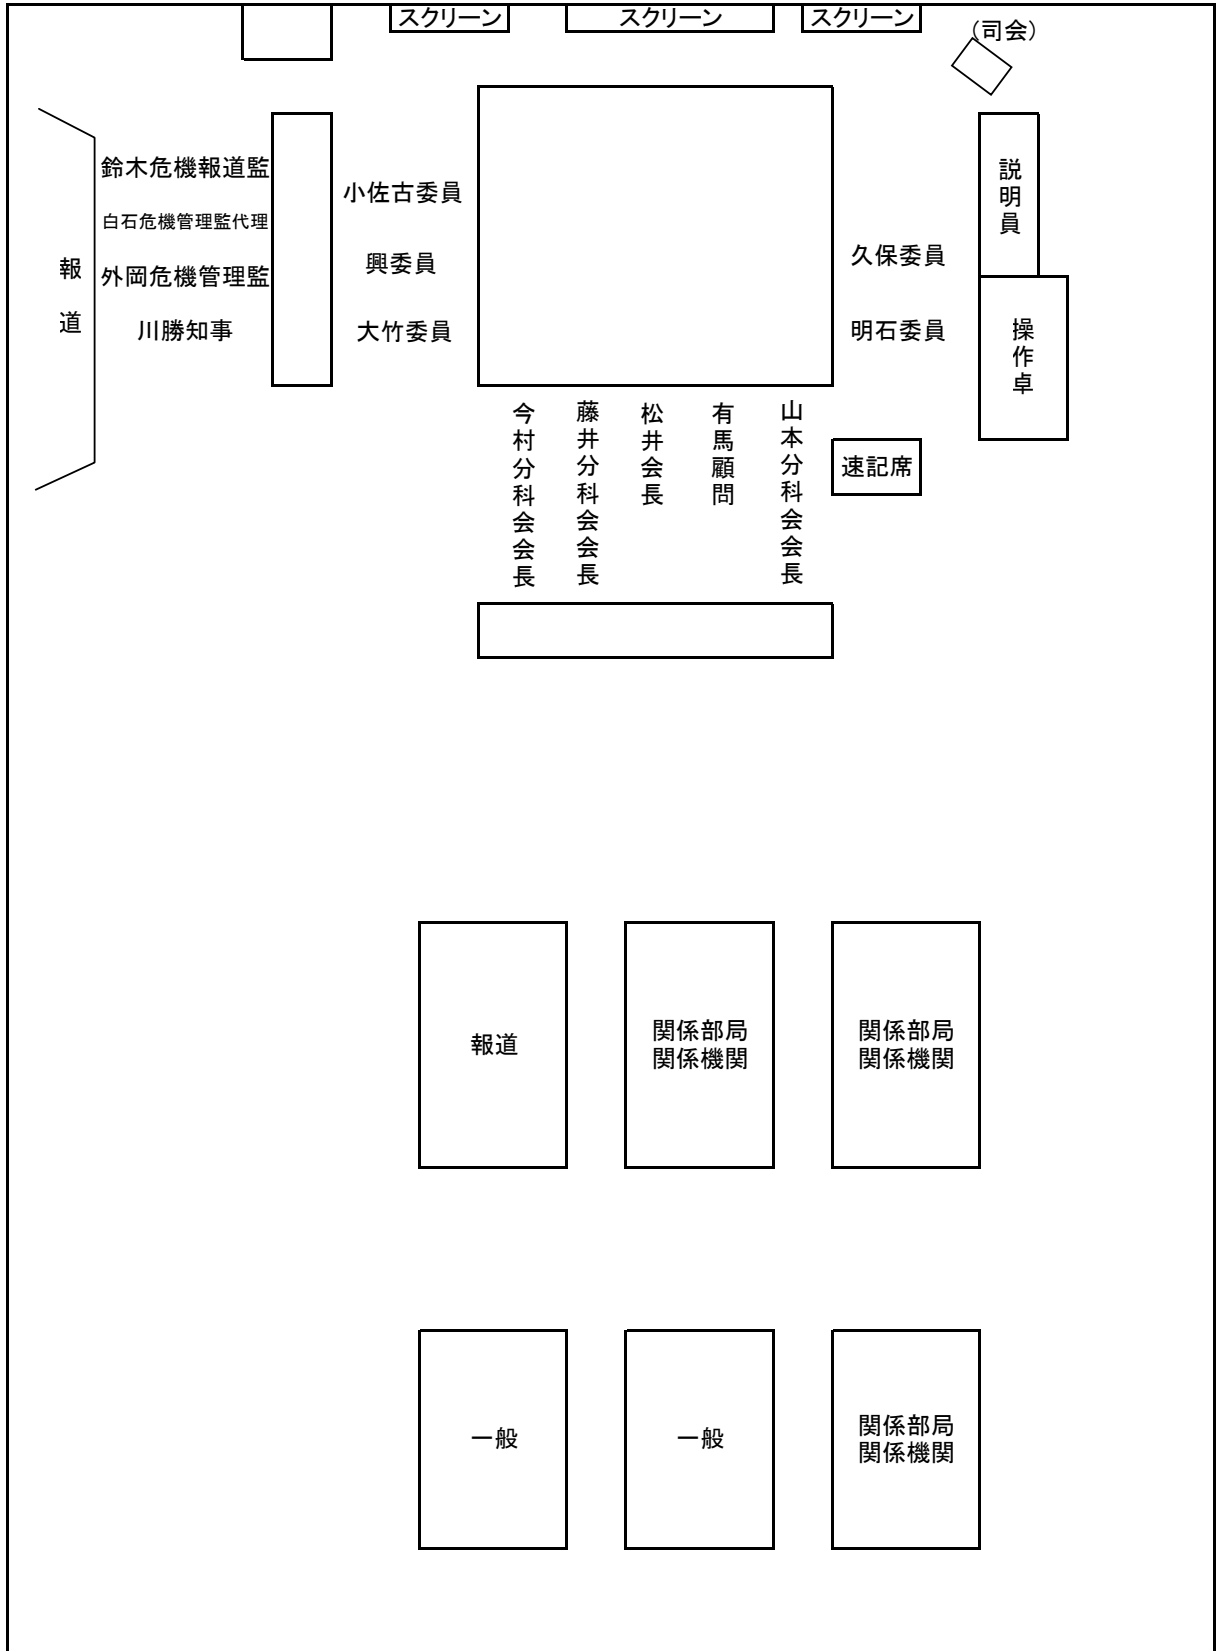 スクリーン
スクリーン
スクリーン
（司会）
報道
鈴木危機報道監
白石危機管理監代理
外岡危機管理監
川勝知事
小佐古委員
興委員
大竹委員
久保委員
明石委員
説明員
操作卓
今村分科会会長
藤井分科会会長
松井会長
有馬顧問
山本分科会会長
速記席
報道
関係部局
関係機関
関係部局
関係機関
一般
一般
関係部局
関係機関